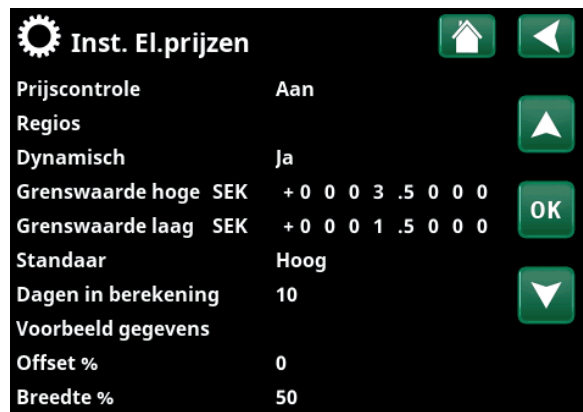 Inst. El.prijzen
Prijscontrole Aan
Regios
Dynamisch Ja
Grenswaarde hoge SEK +0 0 0 3 .5 0 0 0
Grenswaarde laag SEK +0 0 0 1 .5 0 0 0
OK
Standaar Hoog
Dagen in berekening 10
Voorbeeld gegevens
Offset % 0
Breedte % 50